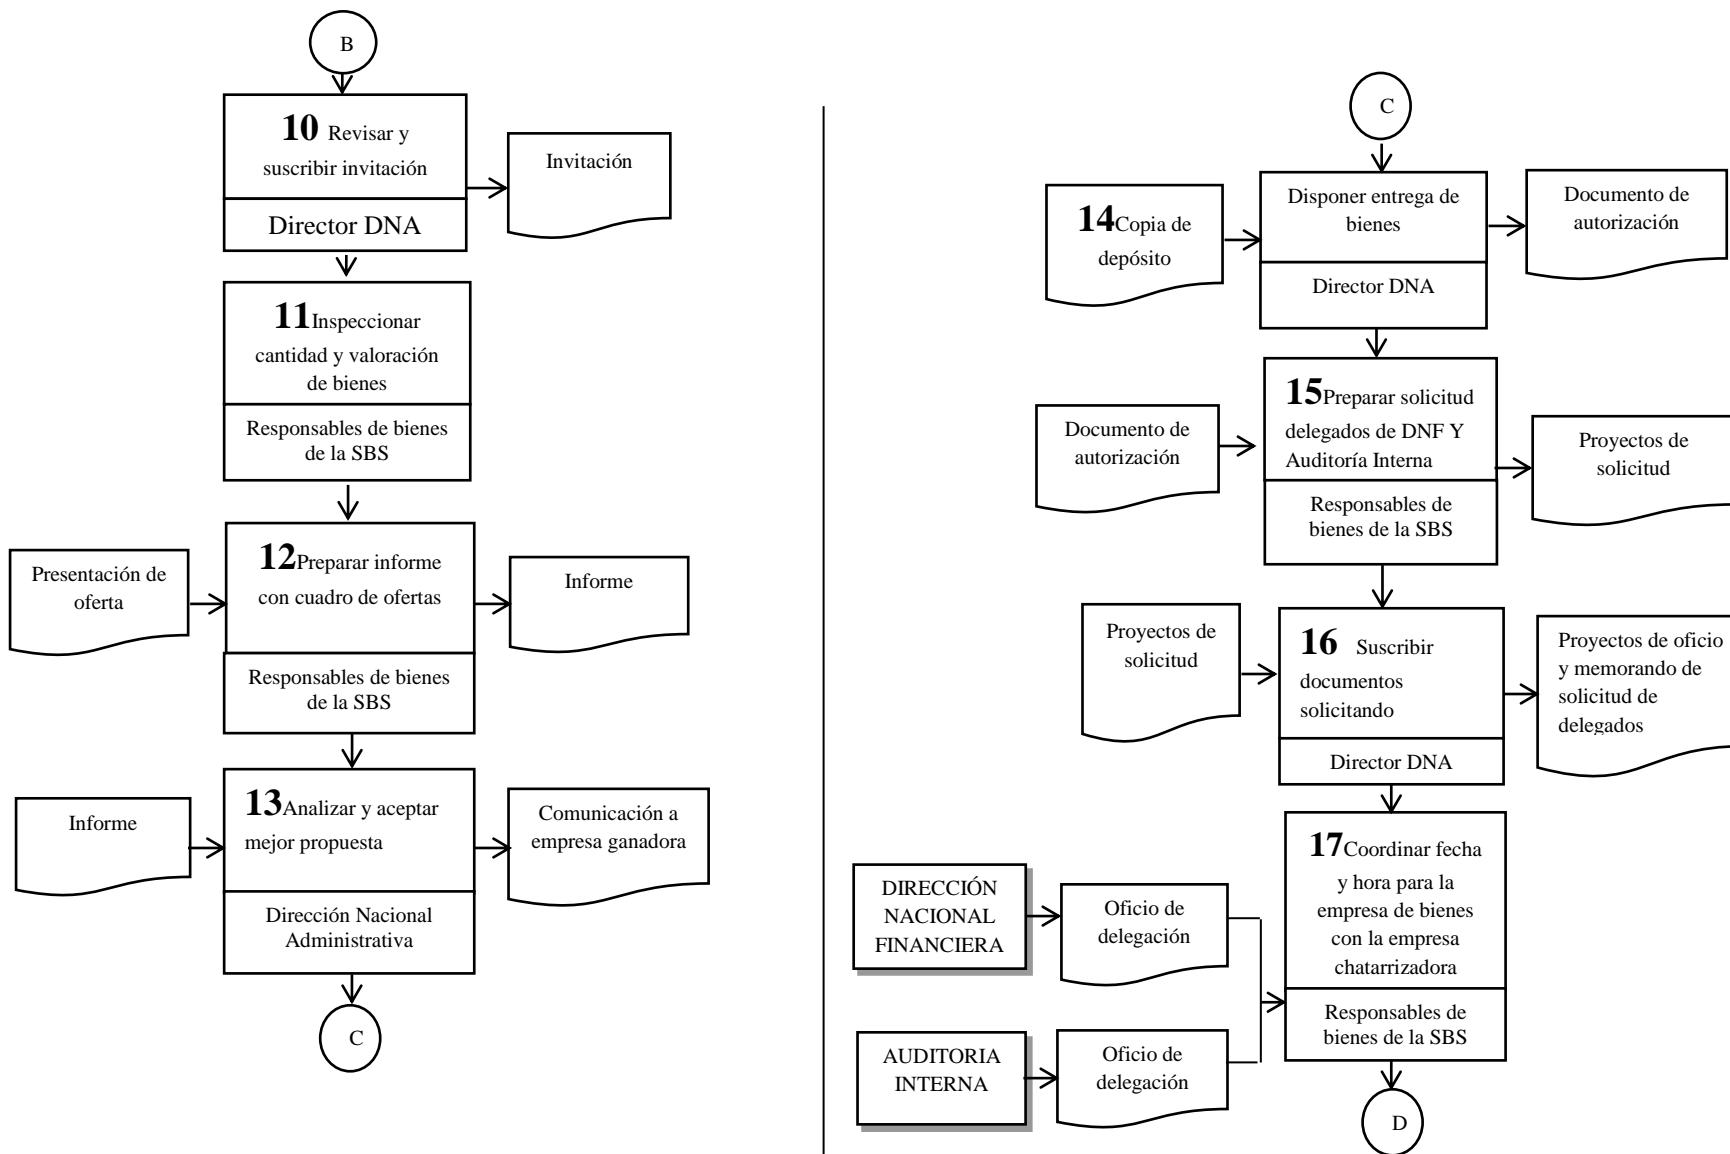 B
10 Revisar y
suscribir invitación
Director DNA
Invitación
11Inspeccionar
cantidad y valoración
de bienes
Responsables de bienes
de la SBS
Presentación de
oferta
12Preparar informe
con cuadro de ofertas
Responsables de bienes
de la SBS
Informe
Informe
13Analizar y aceptar
mejor propuesta
Dirección Nacional
Administrativa
Comunicación a
empresa ganadora
C
C
14Copia de
depósito
Disponer entrega de
bienes
Director DNA
Documento de
autorización
Documento de
autorización
15Preparar solicitud
delegados de DNF Y
Auditoría Interna
Responsables de
bienes de la SBS
Proyectos de
solicitud
Proyectos de
solicitud
16 Suscribir
documentos
solicitando
Director DNA
Proyectos de oficio
y memorando de
solicitud de
delegados
DIRECCIÓN
NACIONAL
FINANCIERA
Oficio de
delegación
17Coordinar fecha
y hora para la
empresa de bienes
con la empresa
chatarrizadora
Responsables de
bienes de la SBS
AUDITORIA
INTERNA
Oficio de
delegación
D